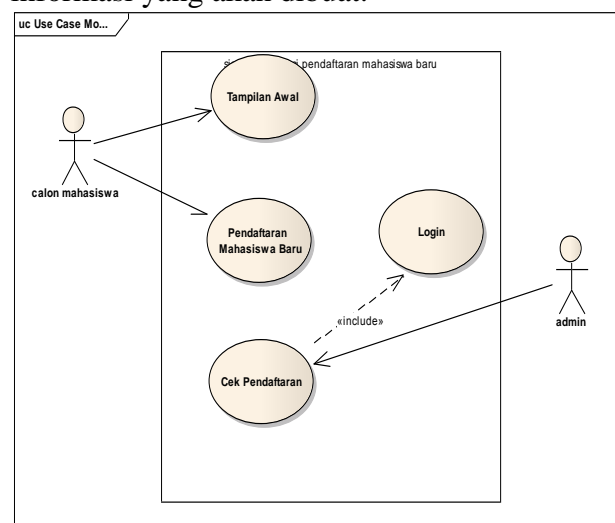 informasi yang akan dibuat.
uc Use Case Mo...
pendaftaran mahasiswa baru
Tampilan Awal
calon mahasiswa
Pendaftaran
Mahasiswa Baru
Login
admin
«include»
Cek Pendaftaran